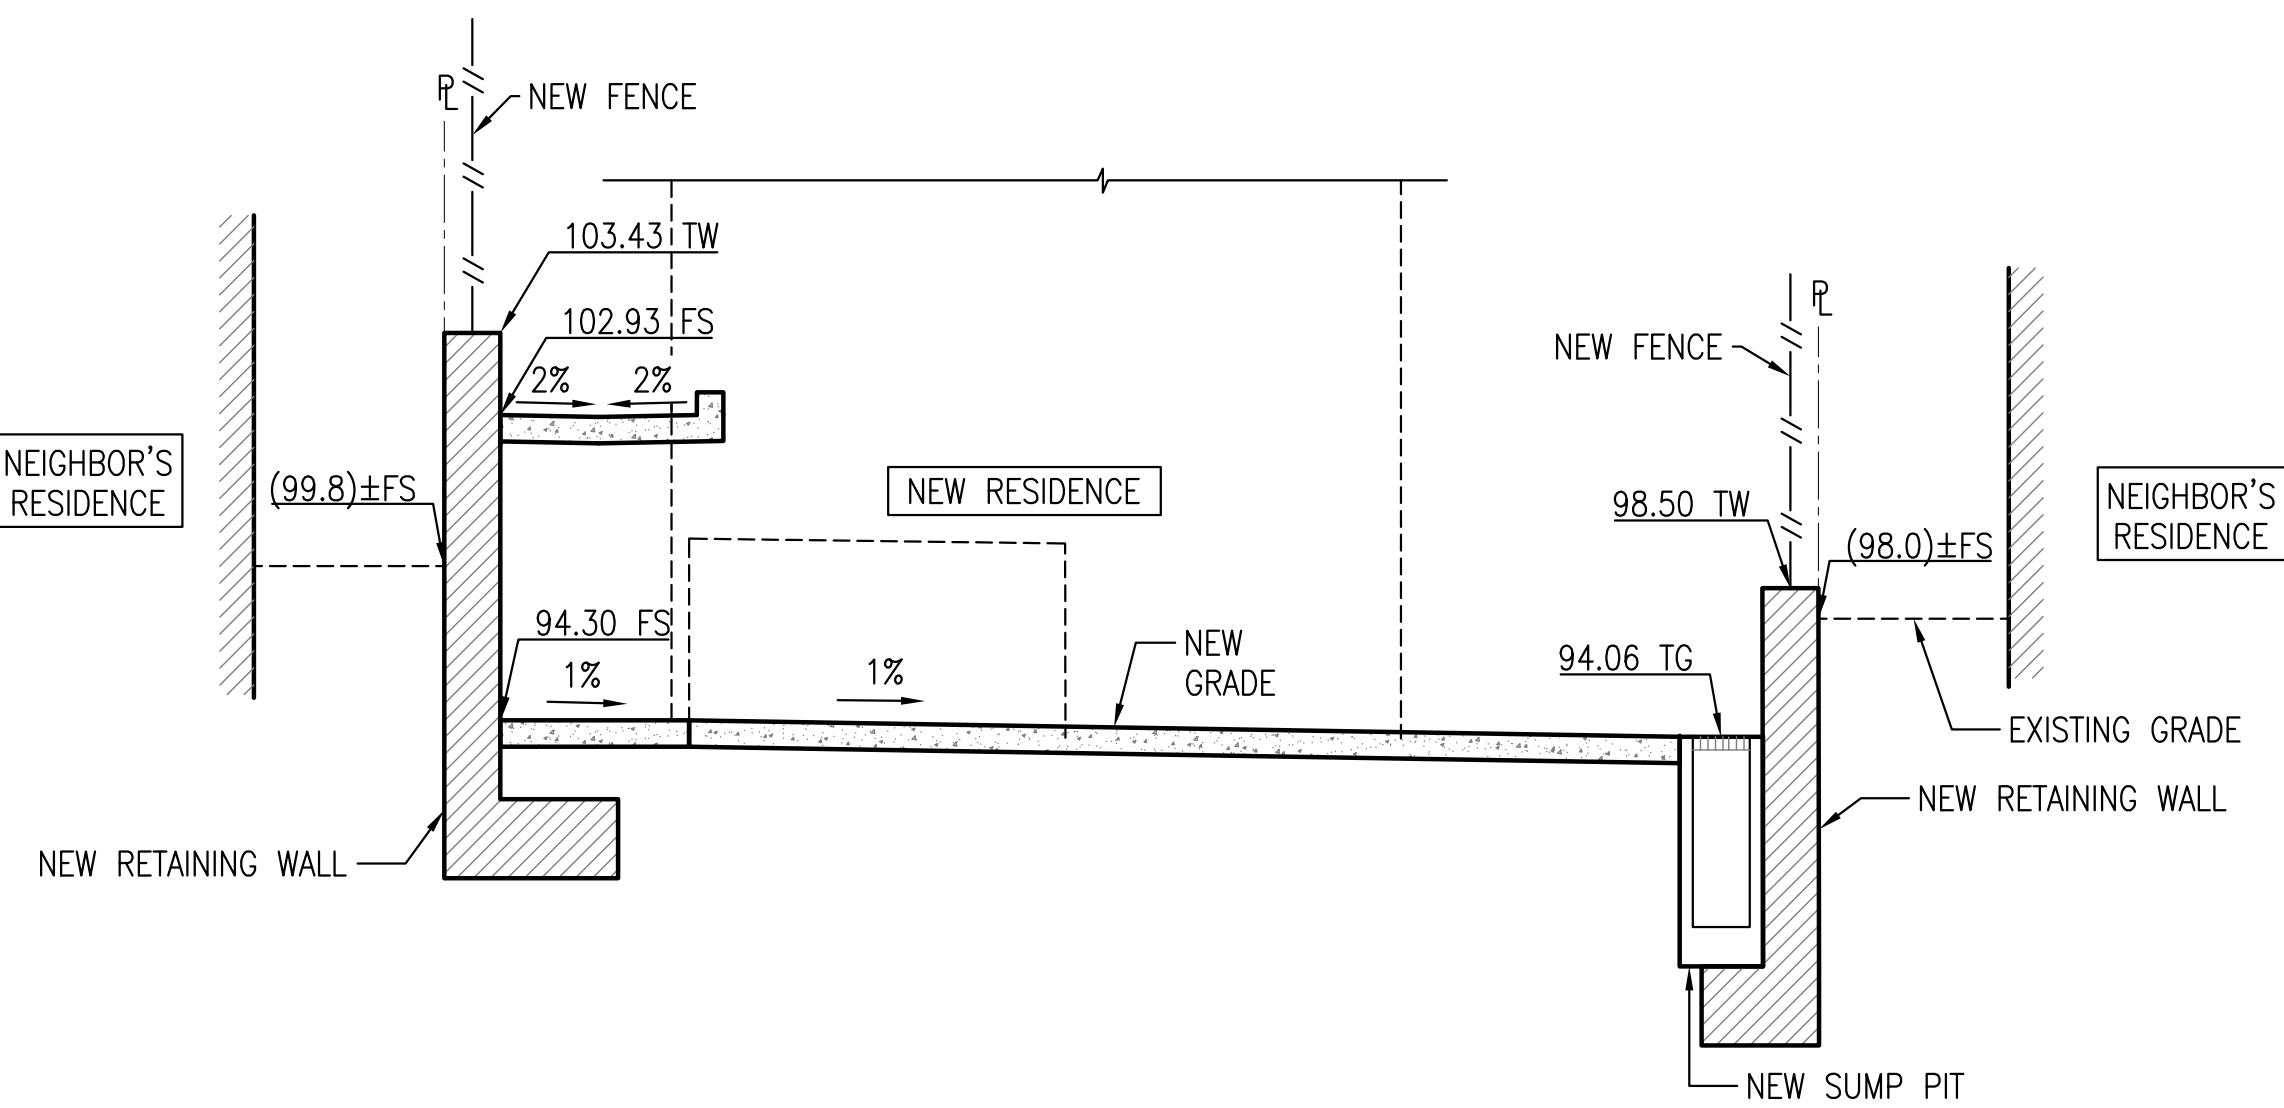 ℄
NEW FENCE
103.43 TW
102.93 FS
2%
2%
NEIGHBOR'S
RESIDENCE
(99.8)±FS
NEW RESIDENCE
94.30 FS
1%
1%
NEW
GRADE
NEW RETAINING WALL
℄
NEW FENCE
98.50 TW
(98.0)±FS
NEIGHBOR'S
RESIDENCE
94.06 TG
EXISTING GRADE
NEW RETAINING WALL
NEW SUMP PIT